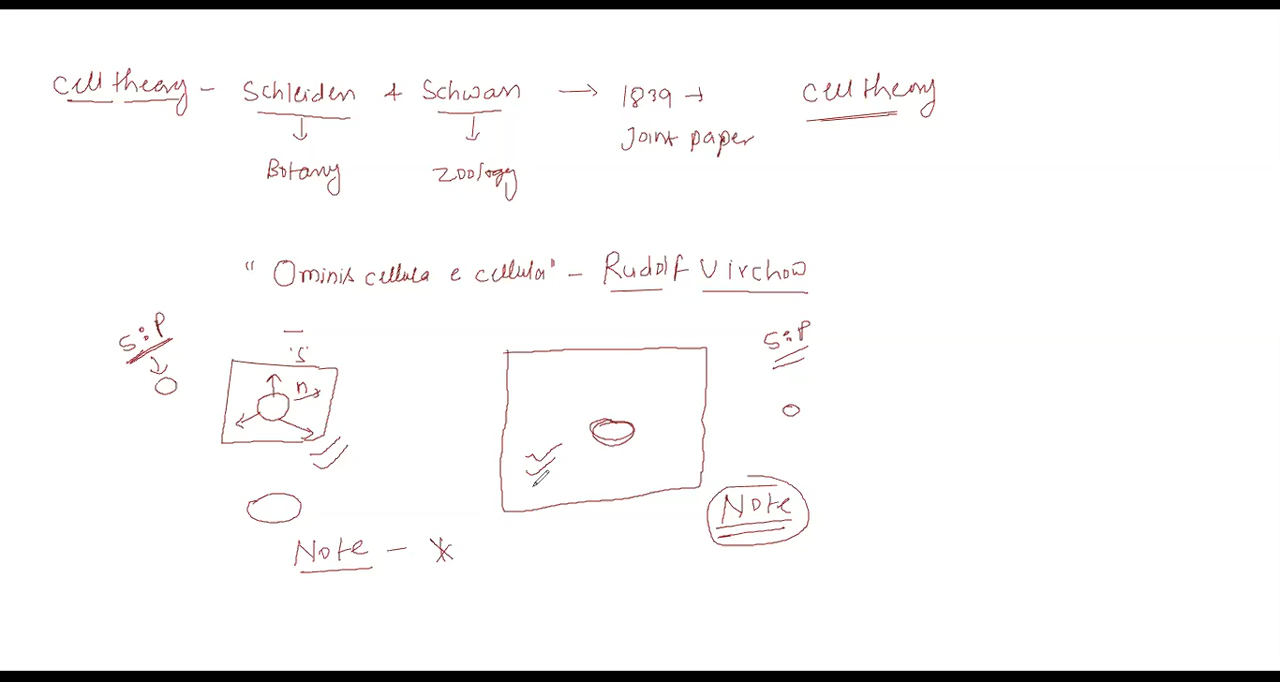 Cell theory - Schleiden + Schwan → 1839 → Cell theory
Joint paper
Botany Zoology
"Ominis cellula e cellula" - Rudolf Virchow
S:P
'S'
n
S:P
Note
Note - *